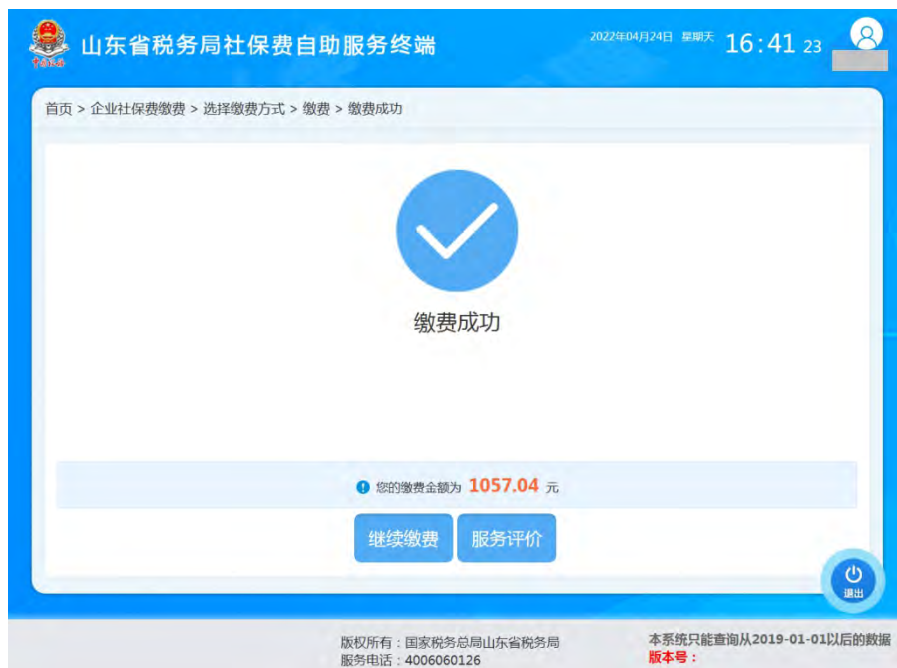 山东省税务局社保费自助服务终端
2022年04月24日 星期天 16:41 23
中国税务
首页 > 企业社保费缴费 > 选择缴费方式 > 缴费 > 缴费成功
缴费成功
您的缴费金额为 1057.04 元
继续缴费 服务评价
退出
版权所有：国家税务总局山东省税务局
服务电话：4006060126
本系统只能查询从2019-01-01以后的数据
版本号：